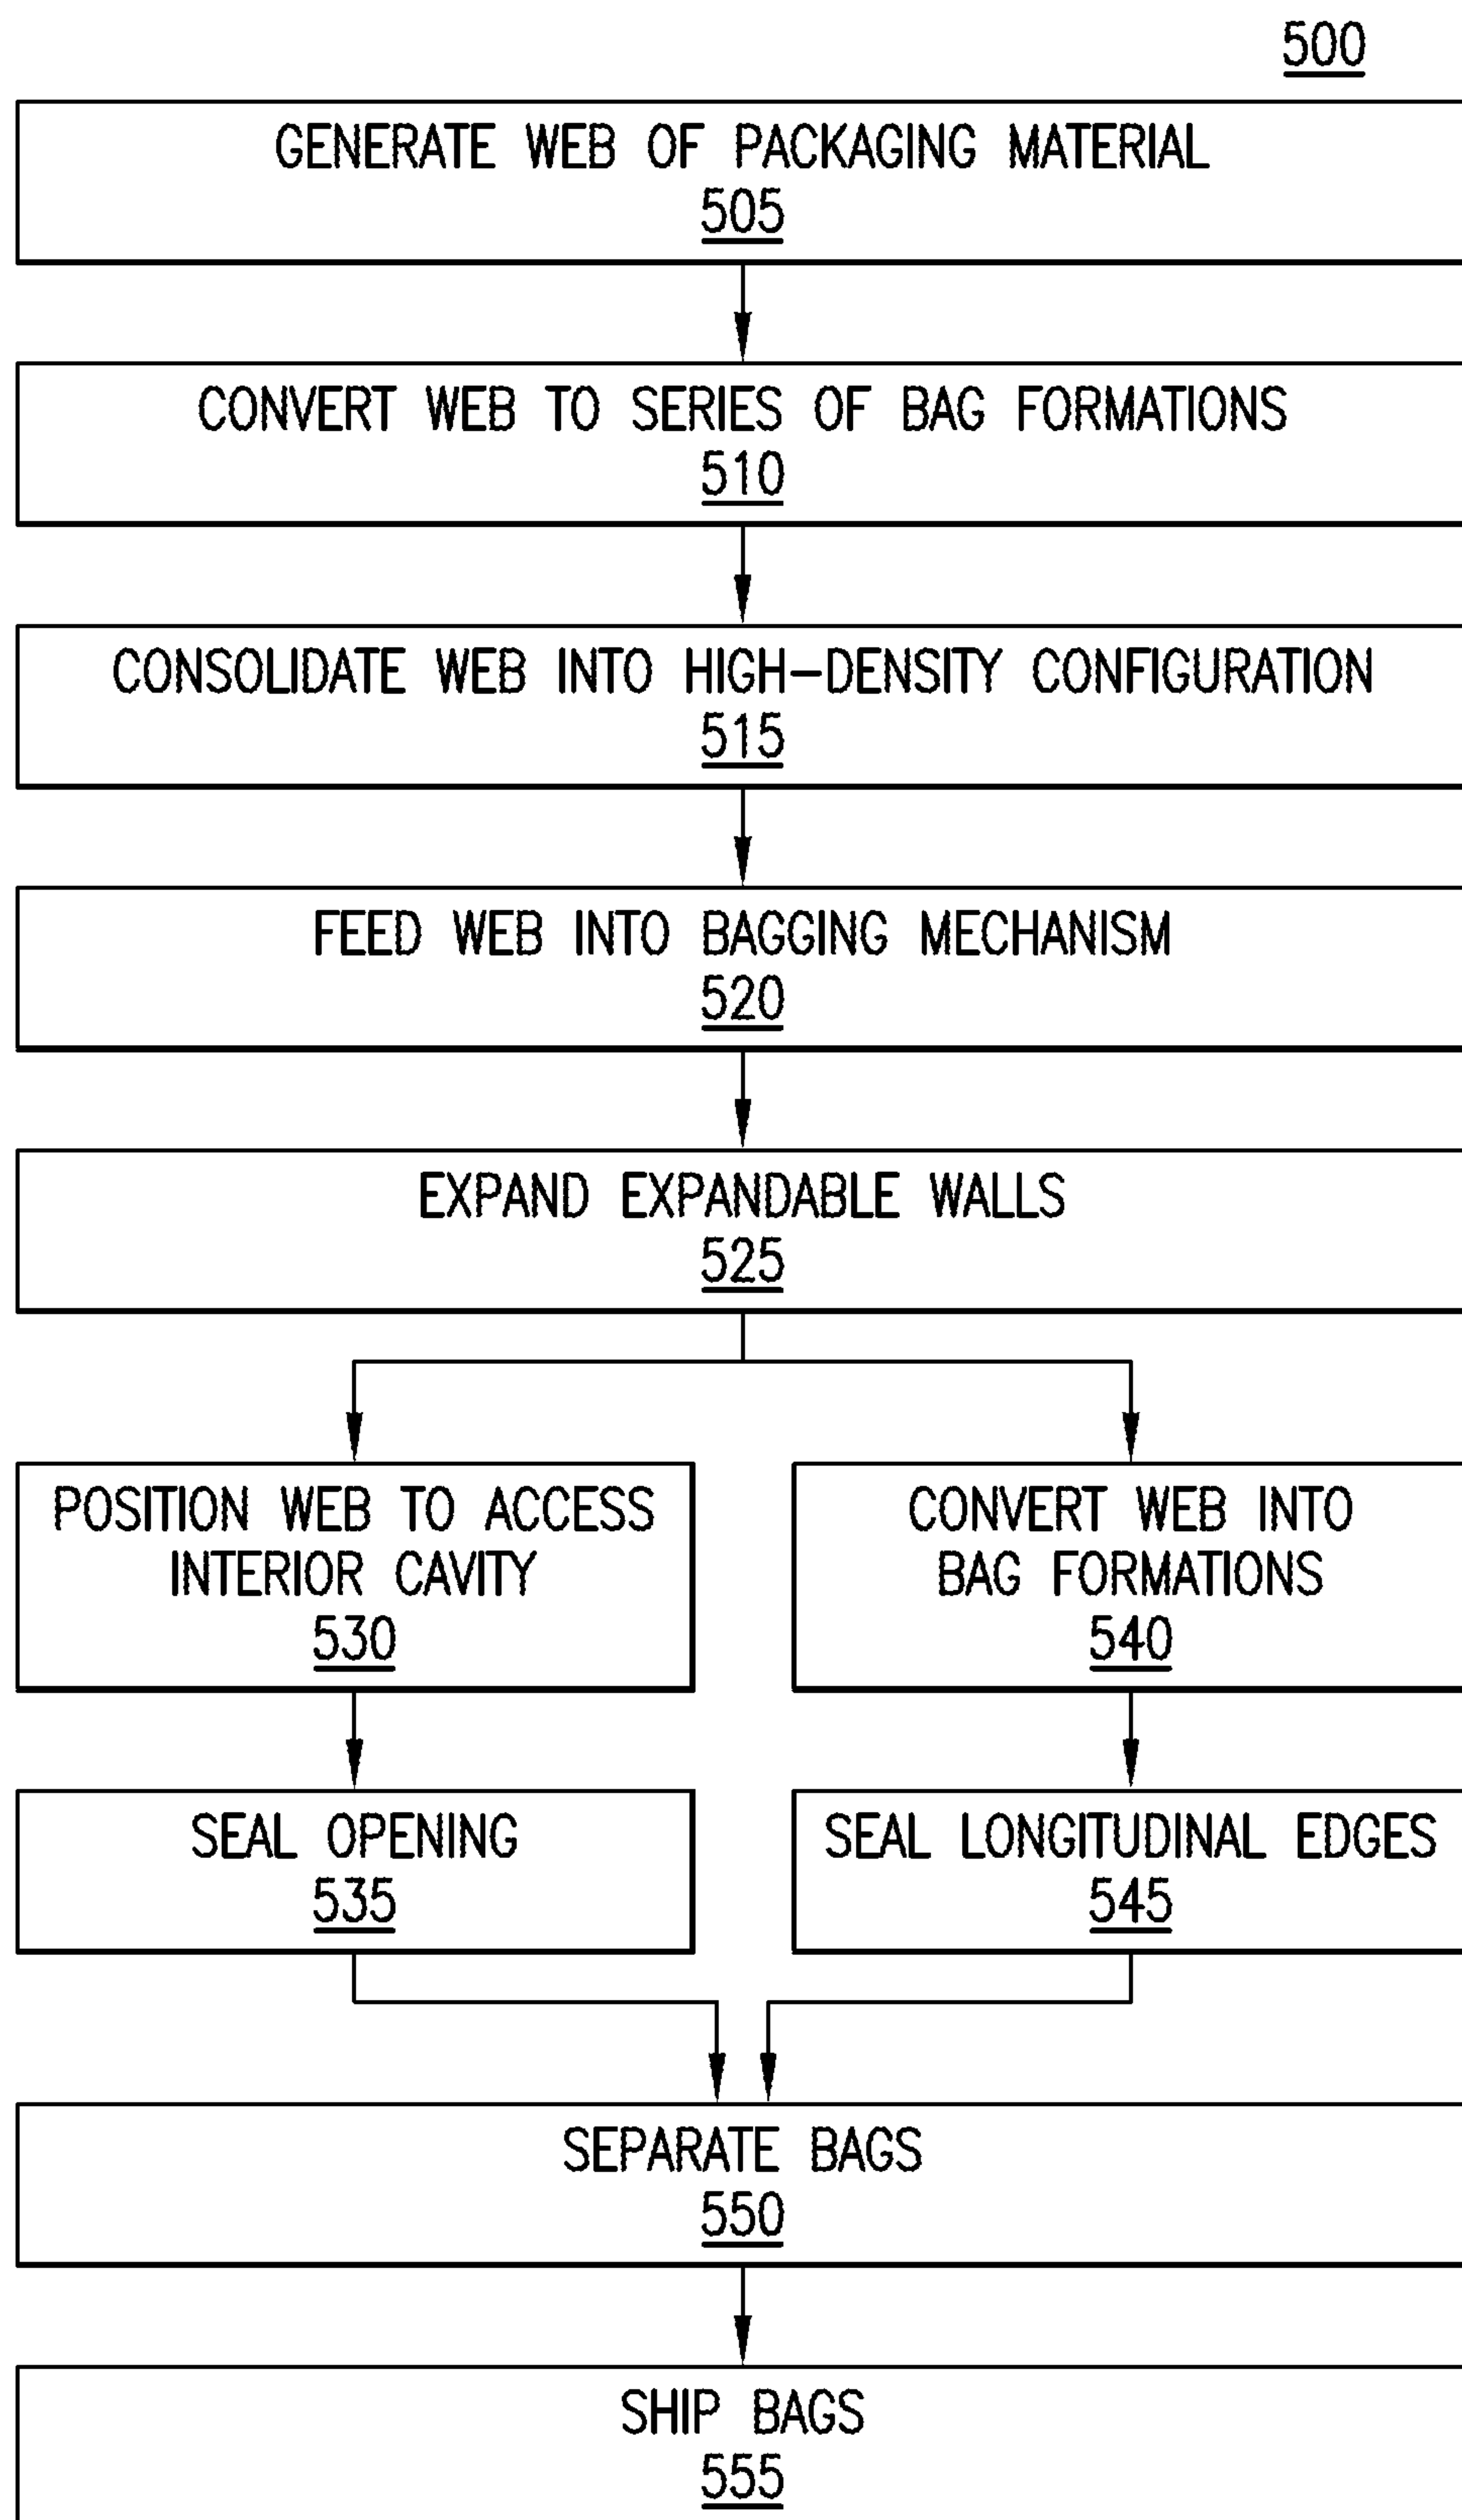 500
GENERATE WEB OF PACKAGING MATERIAL
505
CONVERT WEB TO SERIES OF BAG FORMATIONS
510
CONSOLIDATE WEB INTO HIGH-DENSITY CONFIGURATION
515
FEED WEB INTO BAGGING MECHANISM
520
EXPAND EXPANDABLE WALLS
525
POSITION WEB TO ACCESS
INTERIOR CAVITY
530
SEAL OPENING
535
CONVERT WEB INTO
BAG FORMATIONS
540
SEAL LONGITUDINAL EDGES
545
SEPARATE BAGS
550
SHIP BAGS
555